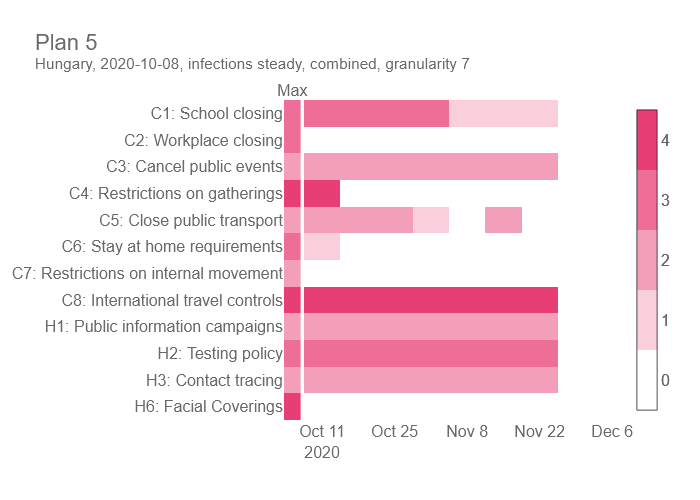 Plan 5
Hungary, 2020-10-08, infections steady, combined, granularity 7
Max
C1: School closing
C2: Workplace closing
C3: Cancel public events
C4: Restrictions on gatherings
C5: Close public transport
C6: Stay at home requirements
C7: Restrictions on internal movement
C8: International travel controls
H1: Public information campaigns
H2: Testing policy
H3: Contact tracing
H6: Facial Coverings
4
3
2
1
0
Oct 11 Oct 25 Nov 8 Nov 22 Dec 6
2020